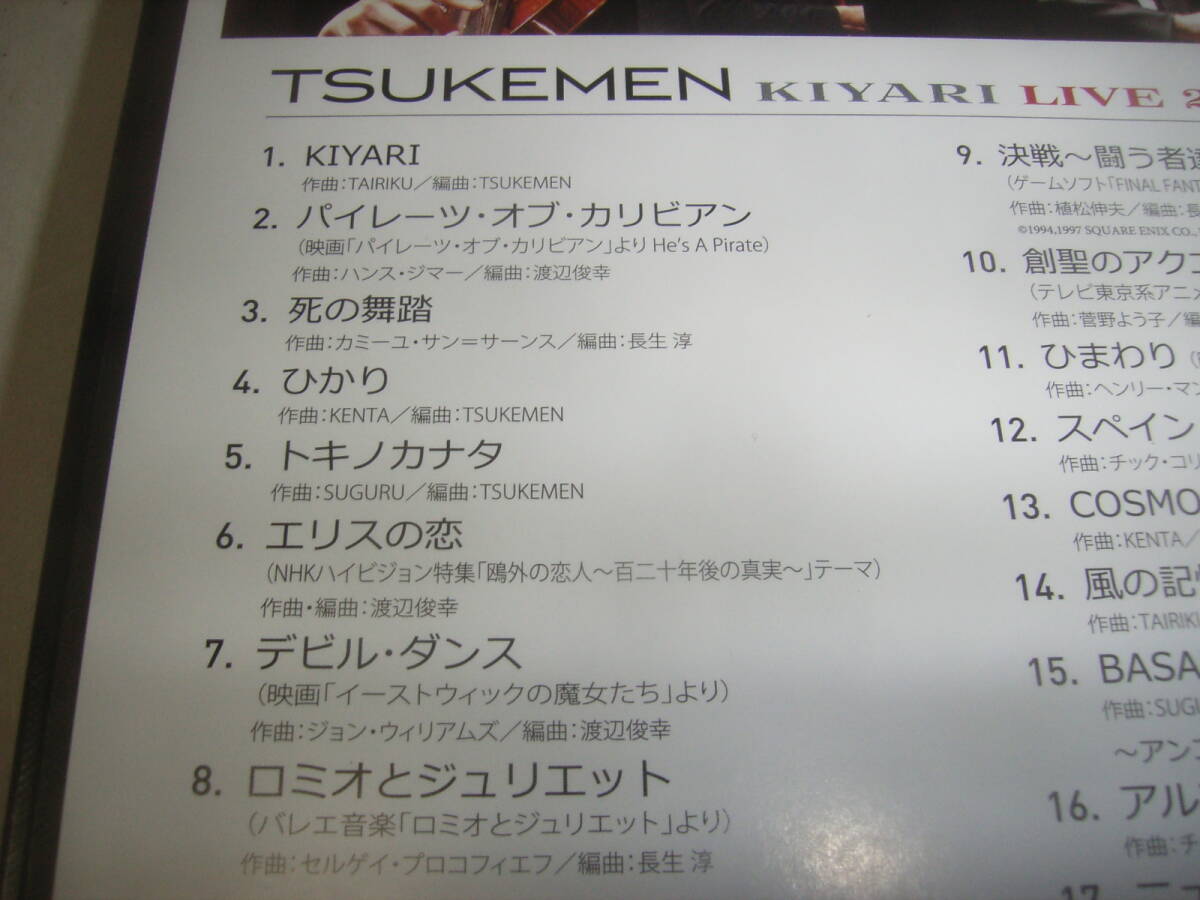 TSUKEMEN KIYARI LIVE 2
1. KIYARI
作曲：TAIRIKU／編曲：TSUKEMEN
2. パイレーツ・オブ・カリビアン
（映画「パイレーツ・オブ・カリビアン」より He's A Pirate）
作曲：ハンス・ジマー／編曲：渡辺俊幸
3. 死の舞踏
作曲：カミーユ・サン＝サーンス／編曲：長生 淳
4. ひかり
作曲：KENTA／編曲：TSUKEMEN
5. トキノカナタ
作曲：SUGURU／編曲：TSUKEMEN
6. エリスの恋
（NHKハイビジョン特集「鴎外の恋人～百二十年後の真実～」テーマ）
作曲・編曲：渡辺俊幸
7. デビル・ダンス
（映画「イーストウィックの魔女たち」より）
作曲：ジョン・ウィリアムズ／編曲：渡辺俊幸
8. ロミオとジュリエット
（バレエ音楽「ロミオとジュリエット」より）
作曲：セルゲイ・プロコフィエフ／編曲：長生 淳
9. 決戦～闘う者達
（ゲームソフト「FINAL FANT
作曲：植松伸夫／編曲：長
©1994,1997 SQUARE ENIX CO.,
10. 創聖のアクエ
（テレビ東京系アニメ
作曲：菅野よう子／編
11. ひまわり
作曲：ヘンリー・マン
12. スペイン
作曲：チック・コリ
13. COSMO
作曲：KENTA／
14. 風の記憶
作曲：TAIRIKU
15. BASA
作曲：SUGU
～アンコ
16. アル
作曲：チ
17. ニュ